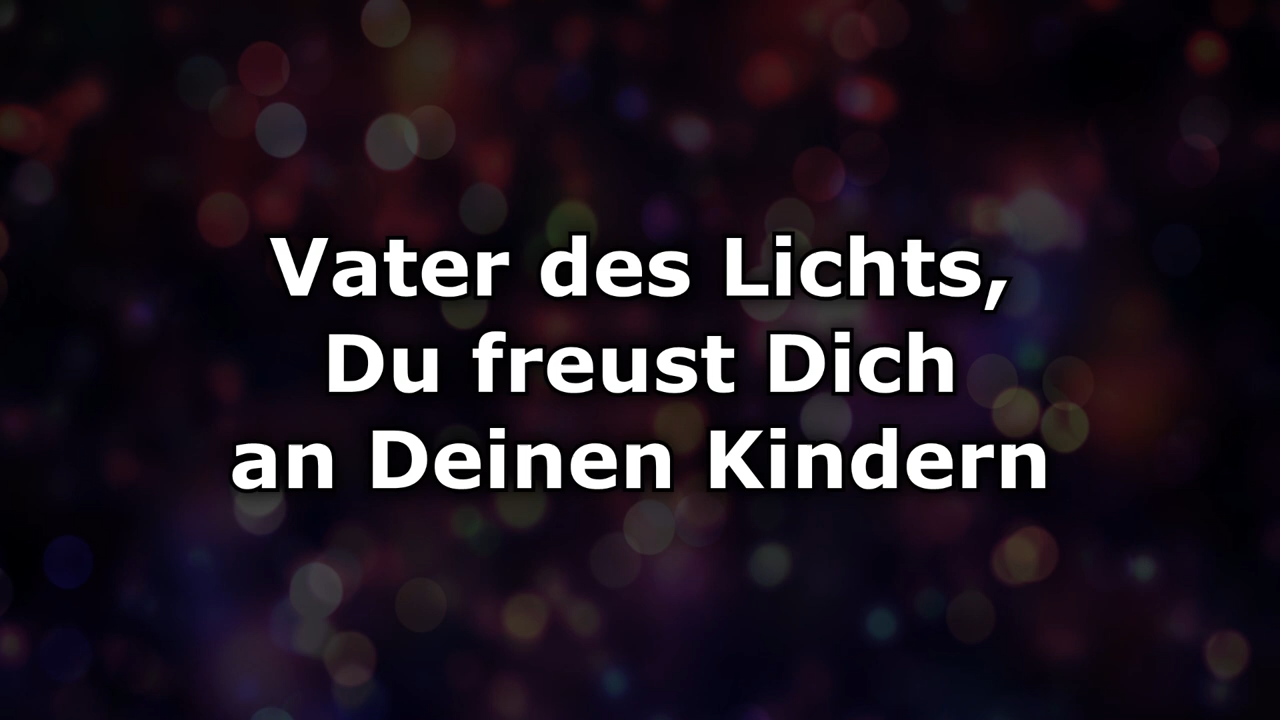 Vater des Lichts,
Du freust Dich
an Deinen Kindern